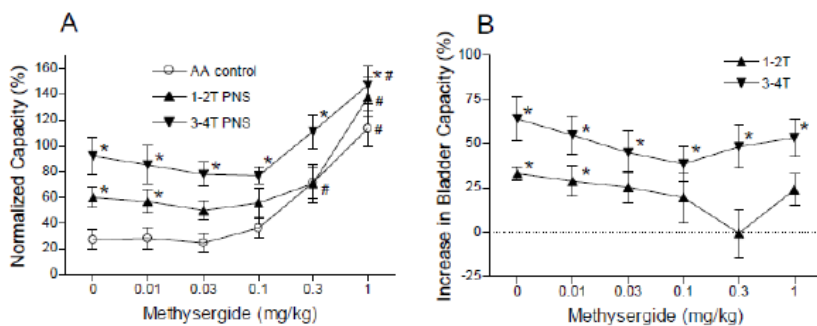 A
Normalized Capacity (%)
160
140
120
100
80
60
40
20
0
AA control
1-2T PNS
3-4T PNS
* * * * * * #
* * # # #
0 0.01 0.03 0.1 0.3 1
Methysergide (mg/kg)
B
Increase in Bladder Capacity (%)
100
75
50
25
0
-25
1-2T
3-4T
* * * * * *
* *
0 0.01 0.03 0.1 0.3 1
Methysergide (mg/kg)